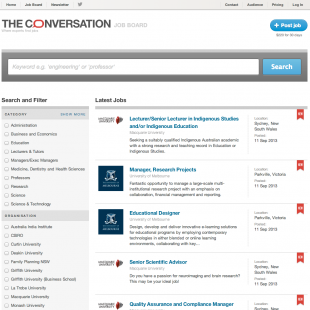 Home Job Board Newsletter
Contact Audience Pricing My Account
THE CONVERSATION JOB BOARD
Post job
$220 for 30 days
Keyword e.g. 'engineering' or 'professor'
Search
Search and Filter
CATEGORY SHOW MORE
Administration
Business and Economics
Education
Lecturers & Tutors
Managers/Exec Managers
Medicine, Dentistry and Health Sciences
Professors
Research
Science
Science & Technology
ORGANISATION
Australia India Institute
CSIRO
Curtin University
Deakin University
Family Planning NSW
Griffith University
Griffith University (Business School)
La Trobe University
Macquarie University
Monash University
Latest Jobs
Lecturer/Senior Lecturer in Indigenous Studies
and/or Indigenous Education
Macquarie University
Seeking a suitably qualified Indigenous Australian academic
with a strong research and teaching record in Education or
Indigenous Studies.
Location
Sydney, New
South Wales
Posted
11 Sep 2013
Manager, Research Projects
University of Melbourne
Fantastic opportunity to manage a large-scale multi-
institutional research project with an emphasis on
collaboration, financial management and reporting.
Location
Parkville, Victoria
Posted
11 Sep 2013
Educational Designer
University of Melbourne
Design, develop and deliver innovative e-learning solutions
for educational programs by employing contemporary
technologies in either blended or online learning
environments, collaborating with key...
Location
Parkville, Victoria
Posted
11 Sep 2013
Senior Scientific Advisor
Macquarie University
Do you have a passion for neuroimaging and brain research?
This may be your ideal job!
Location
Sydney, New
South Wales
Posted
11 Sep 2013
Quality Assurance and Compliance Manager
Macquarie University
Location
Sydney, New